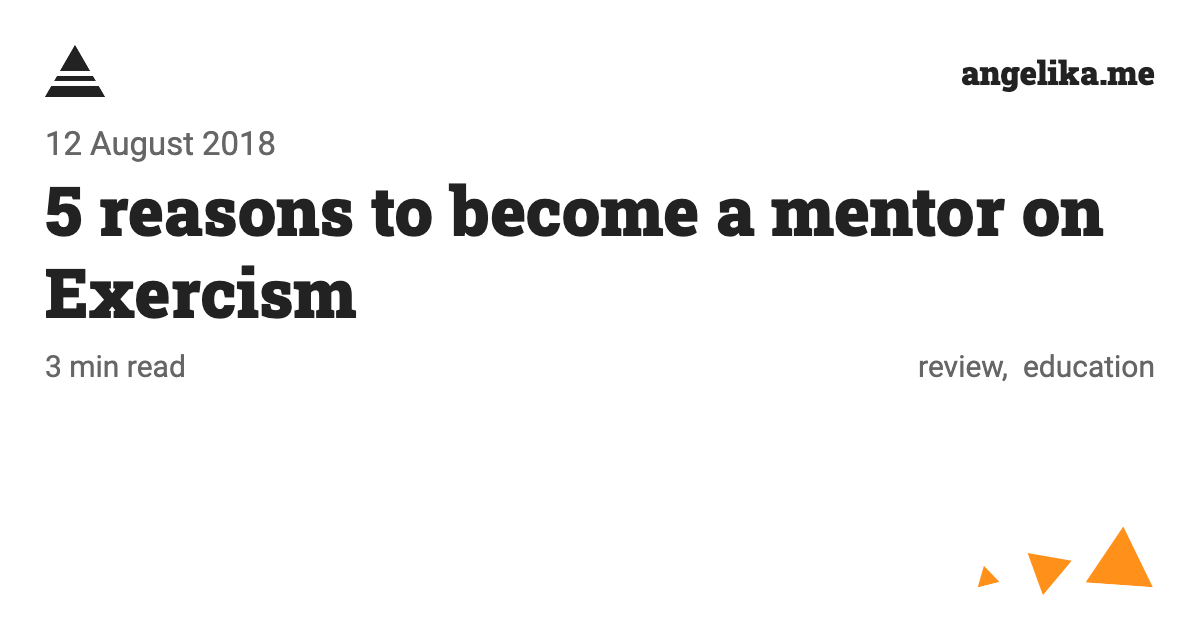 angelika.me
12 August 2018
5 reasons to become a mentor on
Exercism
3 min read
review, education